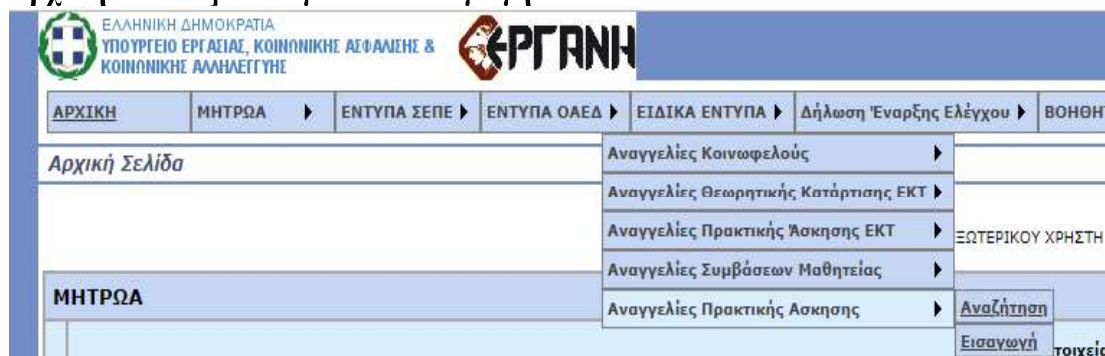 ΕΛΛΗΝΙΚΗ ΔΗΜΟΚΡΑΤΙΑ
ΥΠΟΥΡΓΕΙΟ ΕΡΓΑΣΙΑΣ, ΚΟΙΝΩΝΙΚΗΣ ΑΣΦΑΛΙΣΗΣ &
ΚΟΙΝΩΝΙΚΗΣ ΑΛΛΗΛΕΓΓΥΗΣ
ΕΡΓΑΝΗ
ΑΡΧΙΚΗ ΜΗΤΡΩΑ ΕΝΤΥΠΑ ΣΕΠΕ ΕΝΤΥΠΑ ΟΑΕΔ ΕΙΔΙΚΑ ΕΝΤΥΠΑ Δήλωση Έναρξης Ελέγχου
Αρχική Σελίδα
Αναγγελίες Κοινωφελούς
Αναγγελίες Θεωρητικής Κατάρτισης ΕΚΤ
Αναγγελίες Πρακτικής Άσκησης ΕΚΤ
ΧΡΗΣΤΗ
Αναγγελίες Συμβάσεων Μαθητείας
ΜΗΤΡΩΑ
Αναγγελίες Πρακτικής Ασκησης
Αναζήτηση
Εισαγωγή